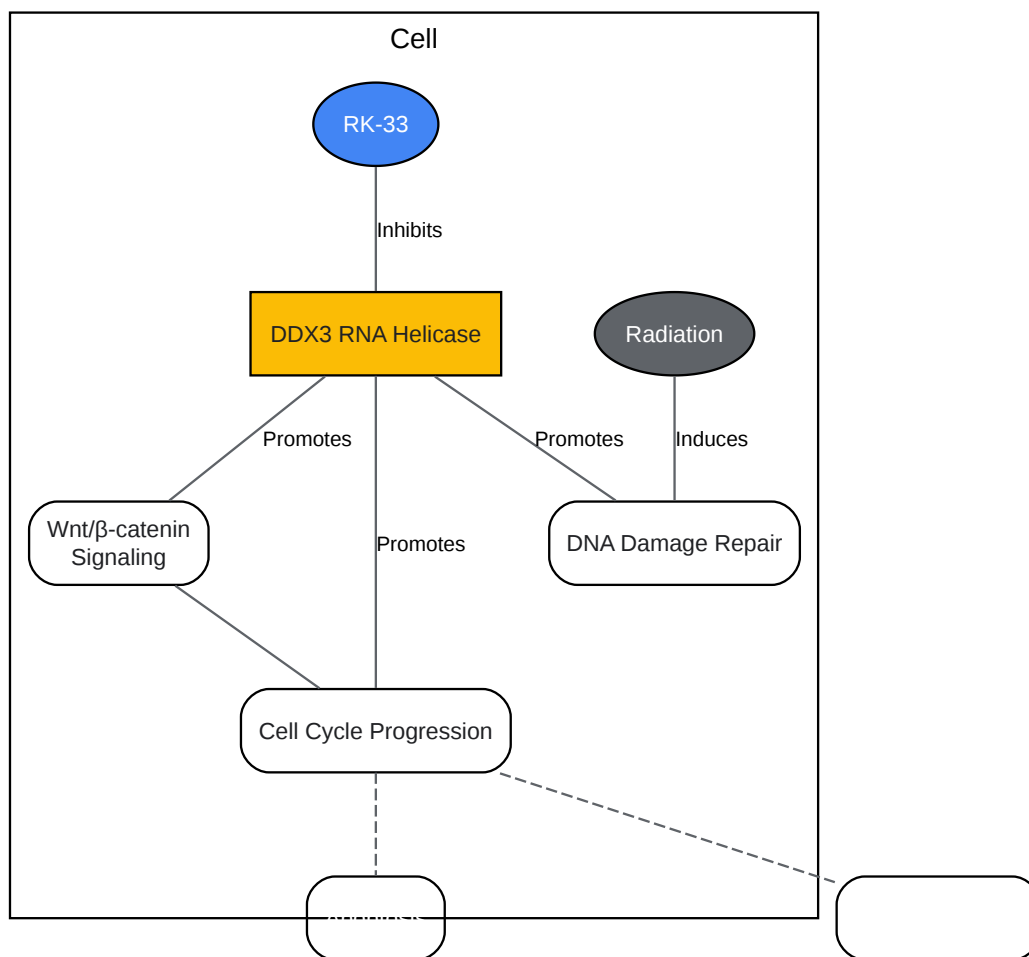 Cell
RK-33
Inhibits
DDX3 RNA Helicase
Radiation
Promotes
Promotes
Induces
Wnt/β-catenin
Signaling
Promotes
DNA Damage Repair
Cell Cycle Progression
Apoptosis